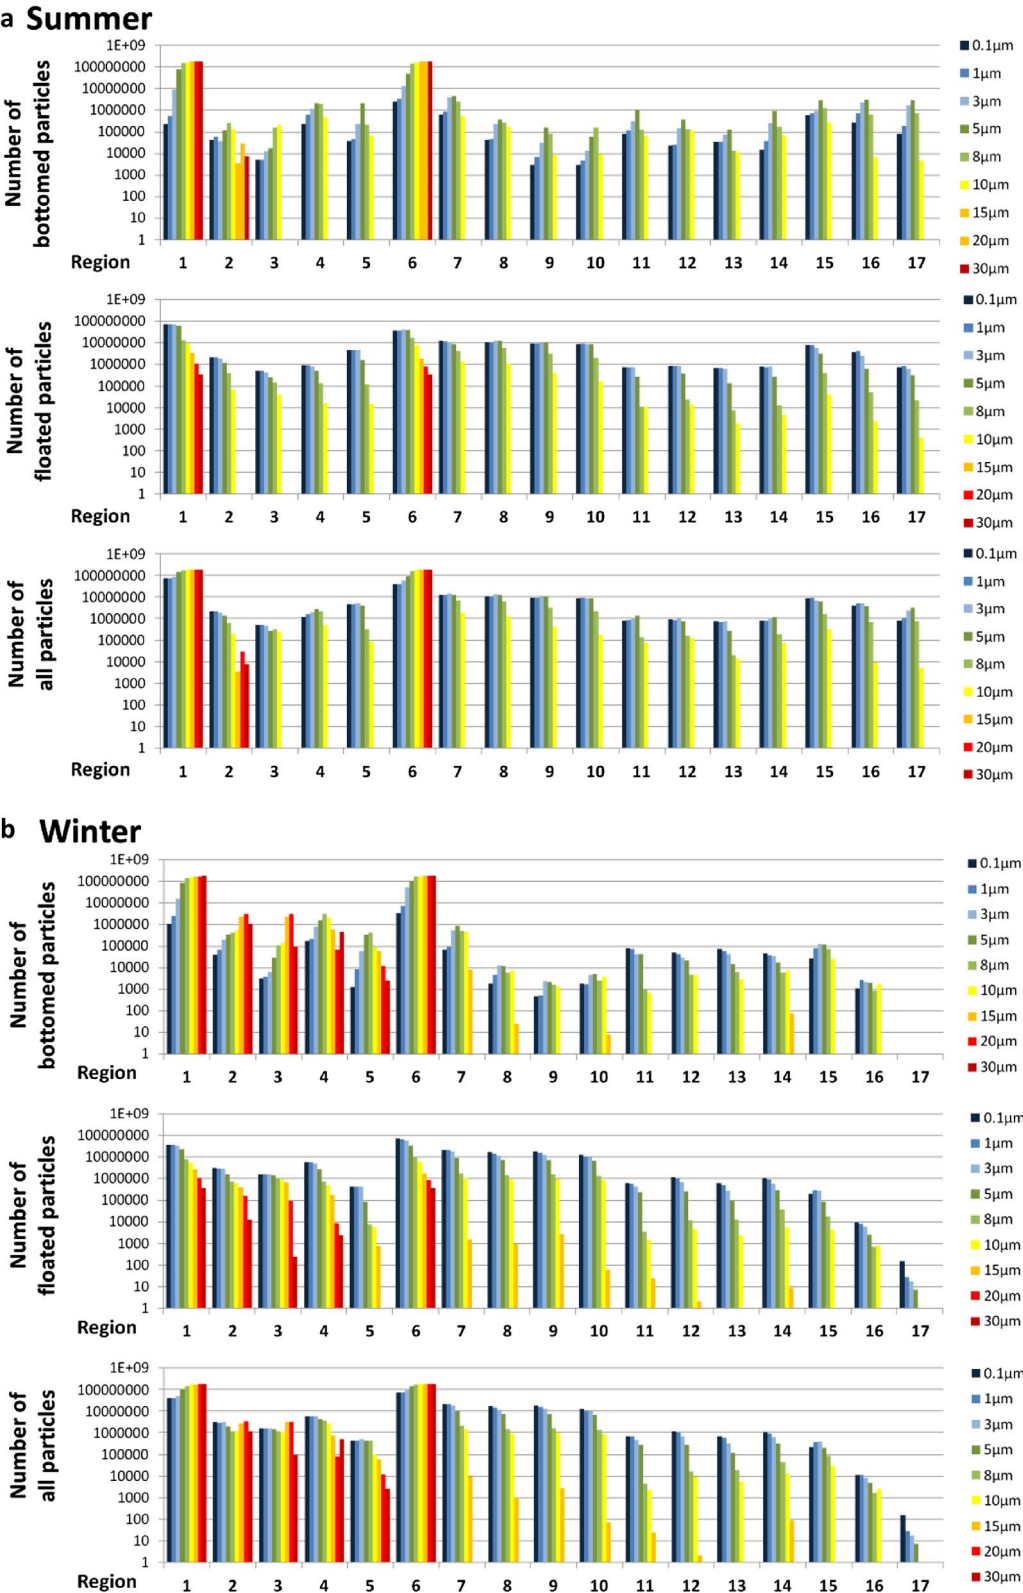 a Summer
Number of
bottomed particles
1E+09
100000000
10000000
1000000
100000
10000
1000
100
10
1
Region 1 2 3 4 5 6 7 8 9 10 11 12 13 14 15 16 17
0.1µm
1µm
3µm
5µm
8µm
10µm
15µm
20µm
30µm
Number of
floated particles
1E+09
100000000
10000000
1000000
100000
10000
1000
100
10
1
Region 1 2 3 4 5 6 7 8 9 10 11 12 13 14 15 16 17
0.1µm
1µm
3µm
5µm
8µm
10µm
15µm
20µm
30µm
Number of
all particles
1E+09
100000000
10000000
1000000
100000
10000
1000
100
10
1
Region 1 2 3 4 5 6 7 8 9 10 11 12 13 14 15 16 17
0.1µm
1µm
3µm
5µm
8µm
10µm
15µm
20µm
30µm
b Winter
Number of
bottomed particles
1E+09
100000000
10000000
1000000
100000
10000
1000
100
10
1
Region 1 2 3 4 5 6 7 8 9 10 11 12 13 14 15 16 17
0.1µm
1µm
3µm
5µm
8µm
10µm
15µm
20µm
30µm
Number of
floated particles
1E+09
100000000
10000000
1000000
100000
10000
1000
100
10
1
Region 1 2 3 4 5 6 7 8 9 10 11 12 13 14 15 16 17
0.1µm
1µm
3µm
5µm
8µm
10µm
15µm
20µm
30µm
Number of
all particles
1E+09
100000000
10000000
1000000
100000
10000
1000
100
10
1
Region 1 2 3 4 5 6 7 8 9 10 11 12 13 14 15 16 17
0.1µm
1µm
3µm
5µm
8µm
10µm
15µm
20µm
30µm